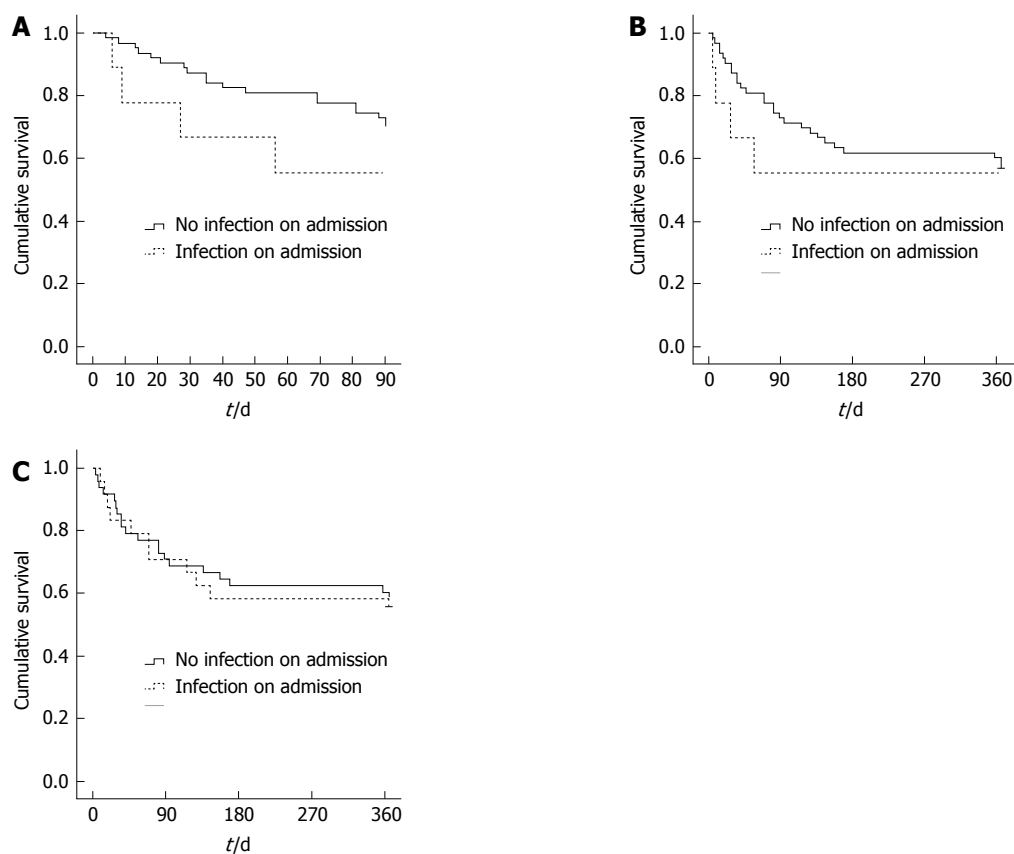 A
Cumulative survival
1.0
0.8
0.6
0.4
0.2
0.0
No infection on admission
Infection on admission
0 10 20 30 40 50 60 70 80 90
t/d
B
Cumulative survival
1.0
0.8
0.6
0.4
0.2
0.0
No infection on admission
Infection on admission
0 90 180 270 360
t/d
C
Cumulative survival
1.0
0.8
0.6
0.4
0.2
0.0
No infection on admission
Infection on admission
0 90 180 270 360
t/d